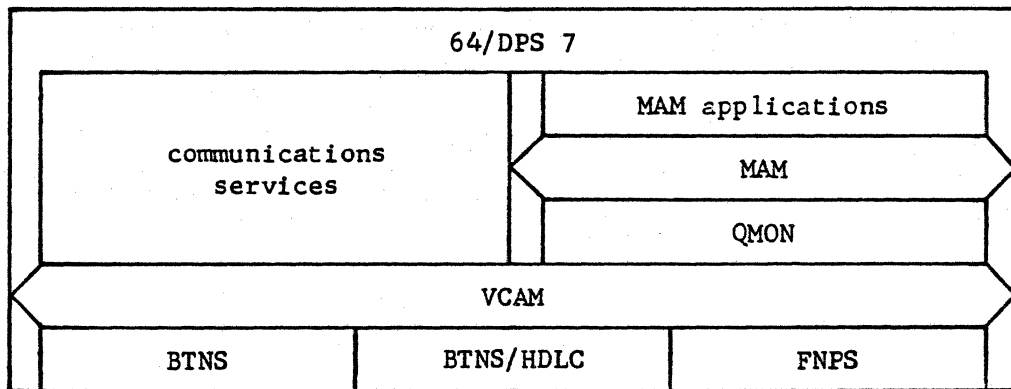 64/DPS 7
MAM applications
communications
services
MAM
QMON
VCAM
BTNS
BTNS/HDLC
FNPS